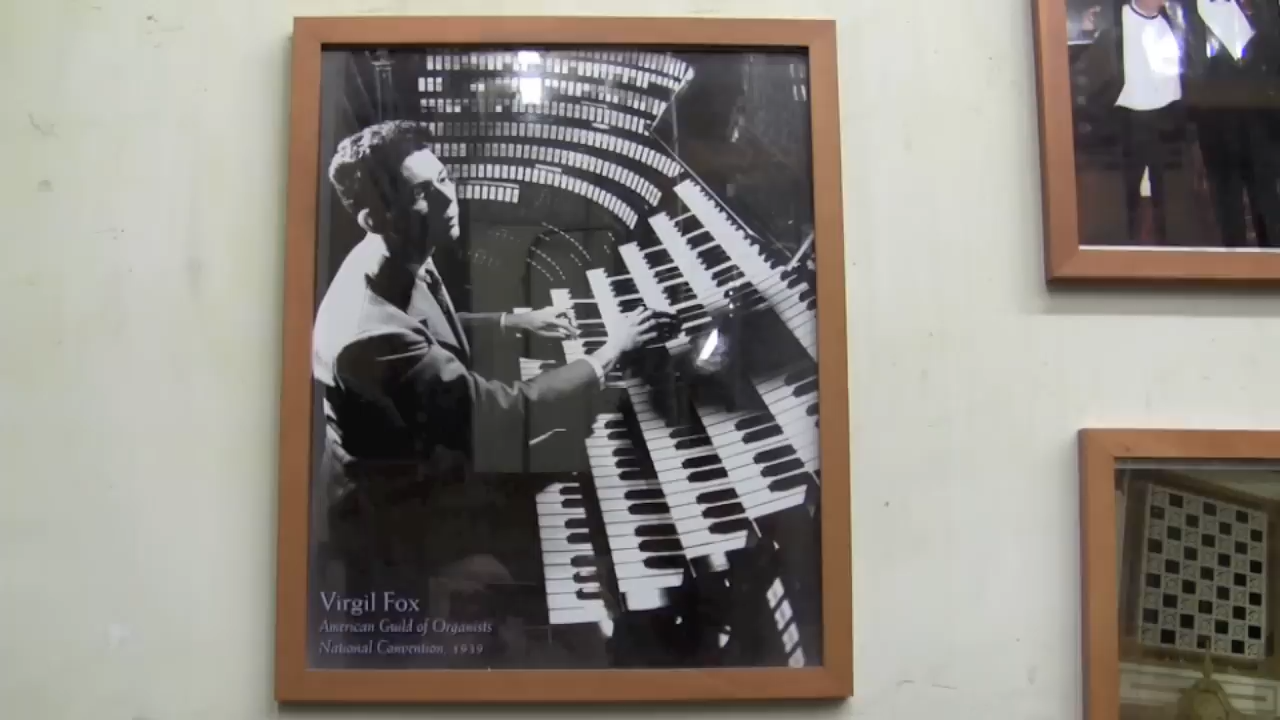 Virgil Fox
American Guild of Organists
National Convention, 1939